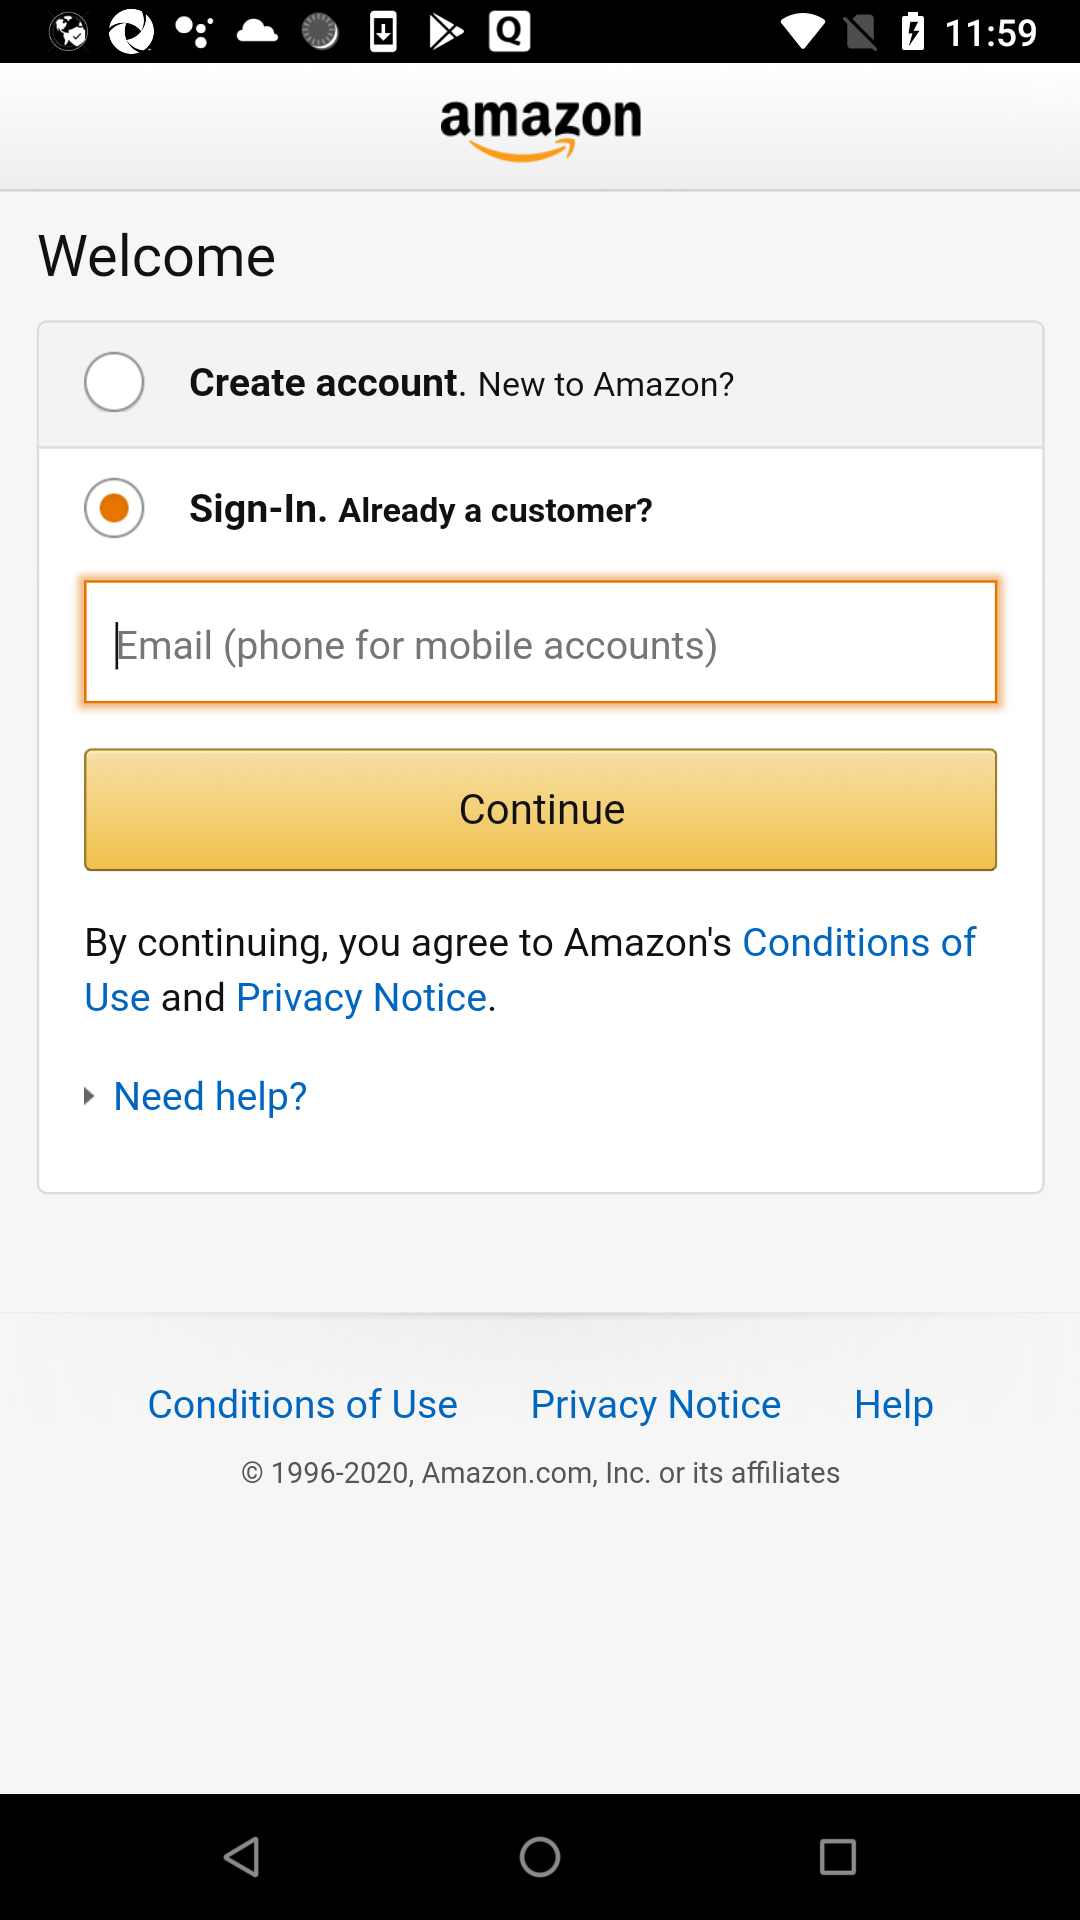 11:59
amazon
Welcome
Create account. New to Amazon?
Sign-In. Already a customer?
Email (phone for mobile accounts)
Continue
By continuing, you agree to Amazon's Conditions of
Use and Privacy Notice.
Need help?
Conditions of Use Privacy Notice Help
© 1996-2020, Amazon.com, Inc. or its affiliates